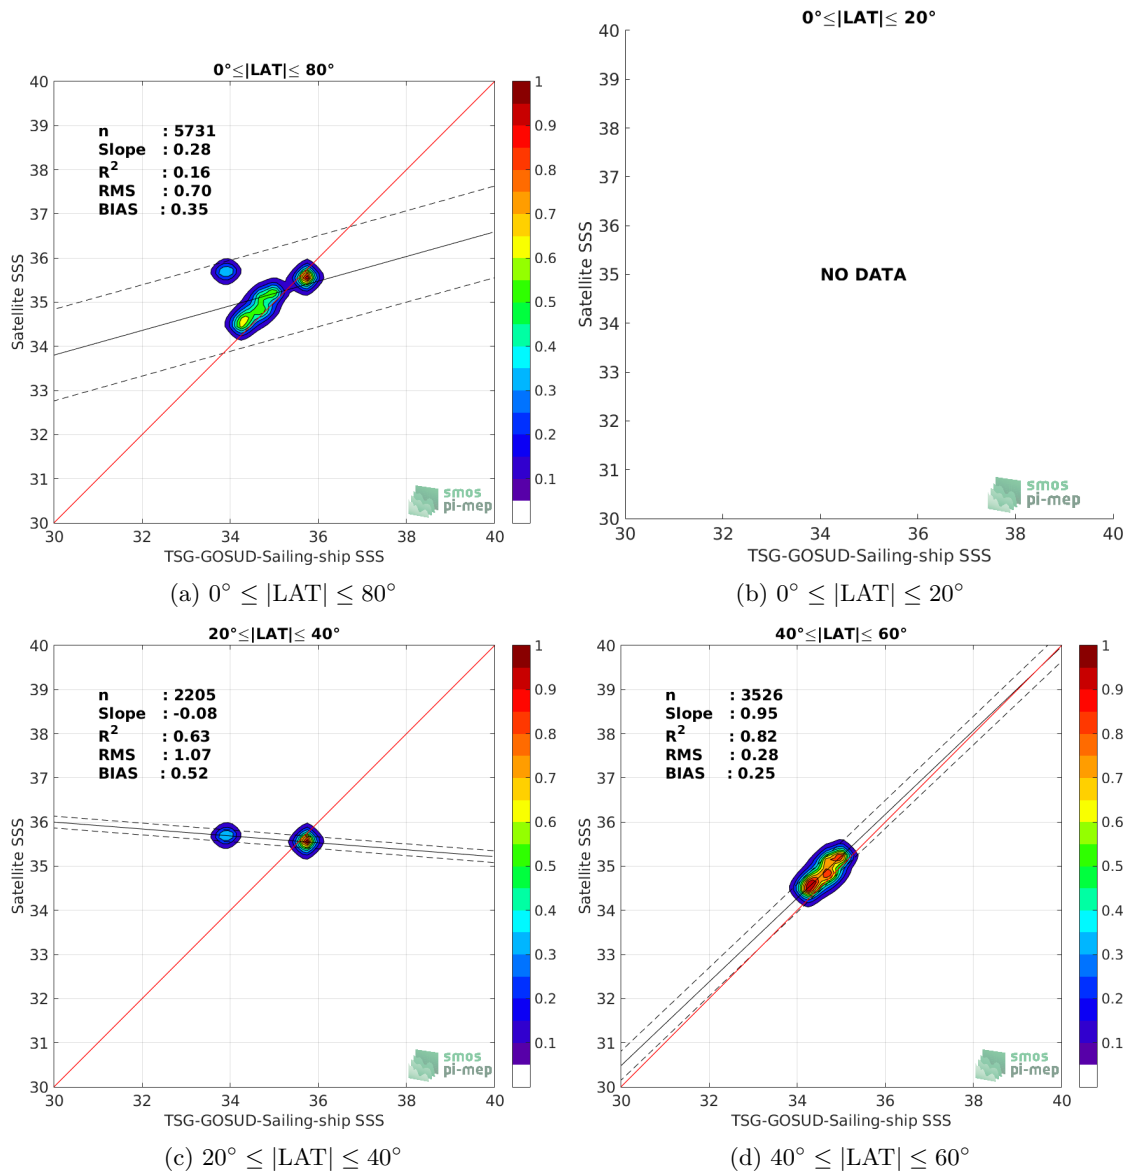 0°≤|LAT|≤ 80°
40
39
38
37
36
35
34
33
32
31
30
Satellite SSS
n : 5731
Slope : 0.28
R2 : 0.16
RMS : 0.70
BIAS : 0.35
smos
pi-mep
30 32 34 36 38 40
TSG-GOSUD-Sailing-ship SSS
1
0.9
0.8
0.7
0.6
0.5
0.4
0.3
0.2
0.1
(a) 0° ≤ |LAT| ≤ 80°
0°≤|LAT|≤ 20°
40
39
38
37
36
35
34
33
32
31
30
Satellite SSS
NO DATA
smos
pi-mep
30 32 34 36 38 40
TSG-GOSUD-Sailing-ship SSS
(b) 0° ≤ |LAT| ≤ 20°
20°≤|LAT|≤ 40°
40
39
38
37
36
35
34
33
32
31
30
Satellite SSS
n : 2205
Slope : -0.08
R2 : 0.63
RMS : 1.07
BIAS : 0.52
smos
pi-mep
30 32 34 36 38 40
TSG-GOSUD-Sailing-ship SSS
1
0.9
0.8
0.7
0.6
0.5
0.4
0.3
0.2
0.1
(c) 20° ≤ |LAT| ≤ 40°
40°≤|LAT|≤ 60°
40
39
38
37
36
35
34
33
32
31
30
Satellite SSS
n : 3526
Slope : 0.95
R2 : 0.82
RMS : 0.28
BIAS : 0.25
smos
pi-mep
30 32 34 36 38 40
TSG-GOSUD-Sailing-ship SSS
1
0.9
0.8
0.7
0.6
0.5
0.4
0.3
0.2
0.1
(d) 40° ≤ |LAT| ≤ 60°